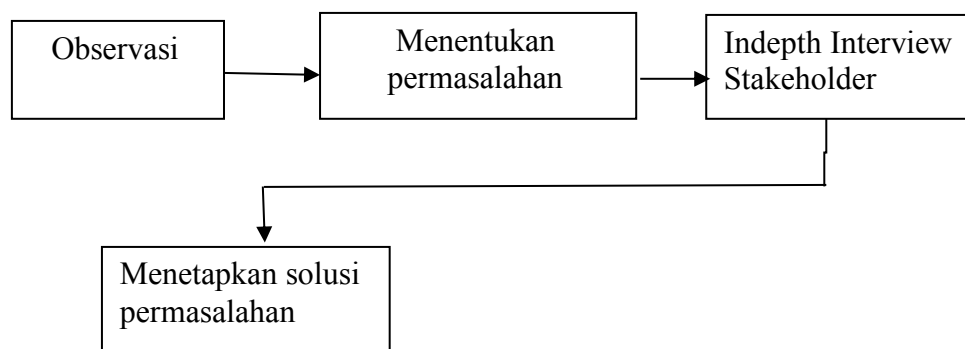 Observasi
Menentukan
permasalahan
Indepth Interview
Stakeholder
Menetapkan solusi
permasalahan